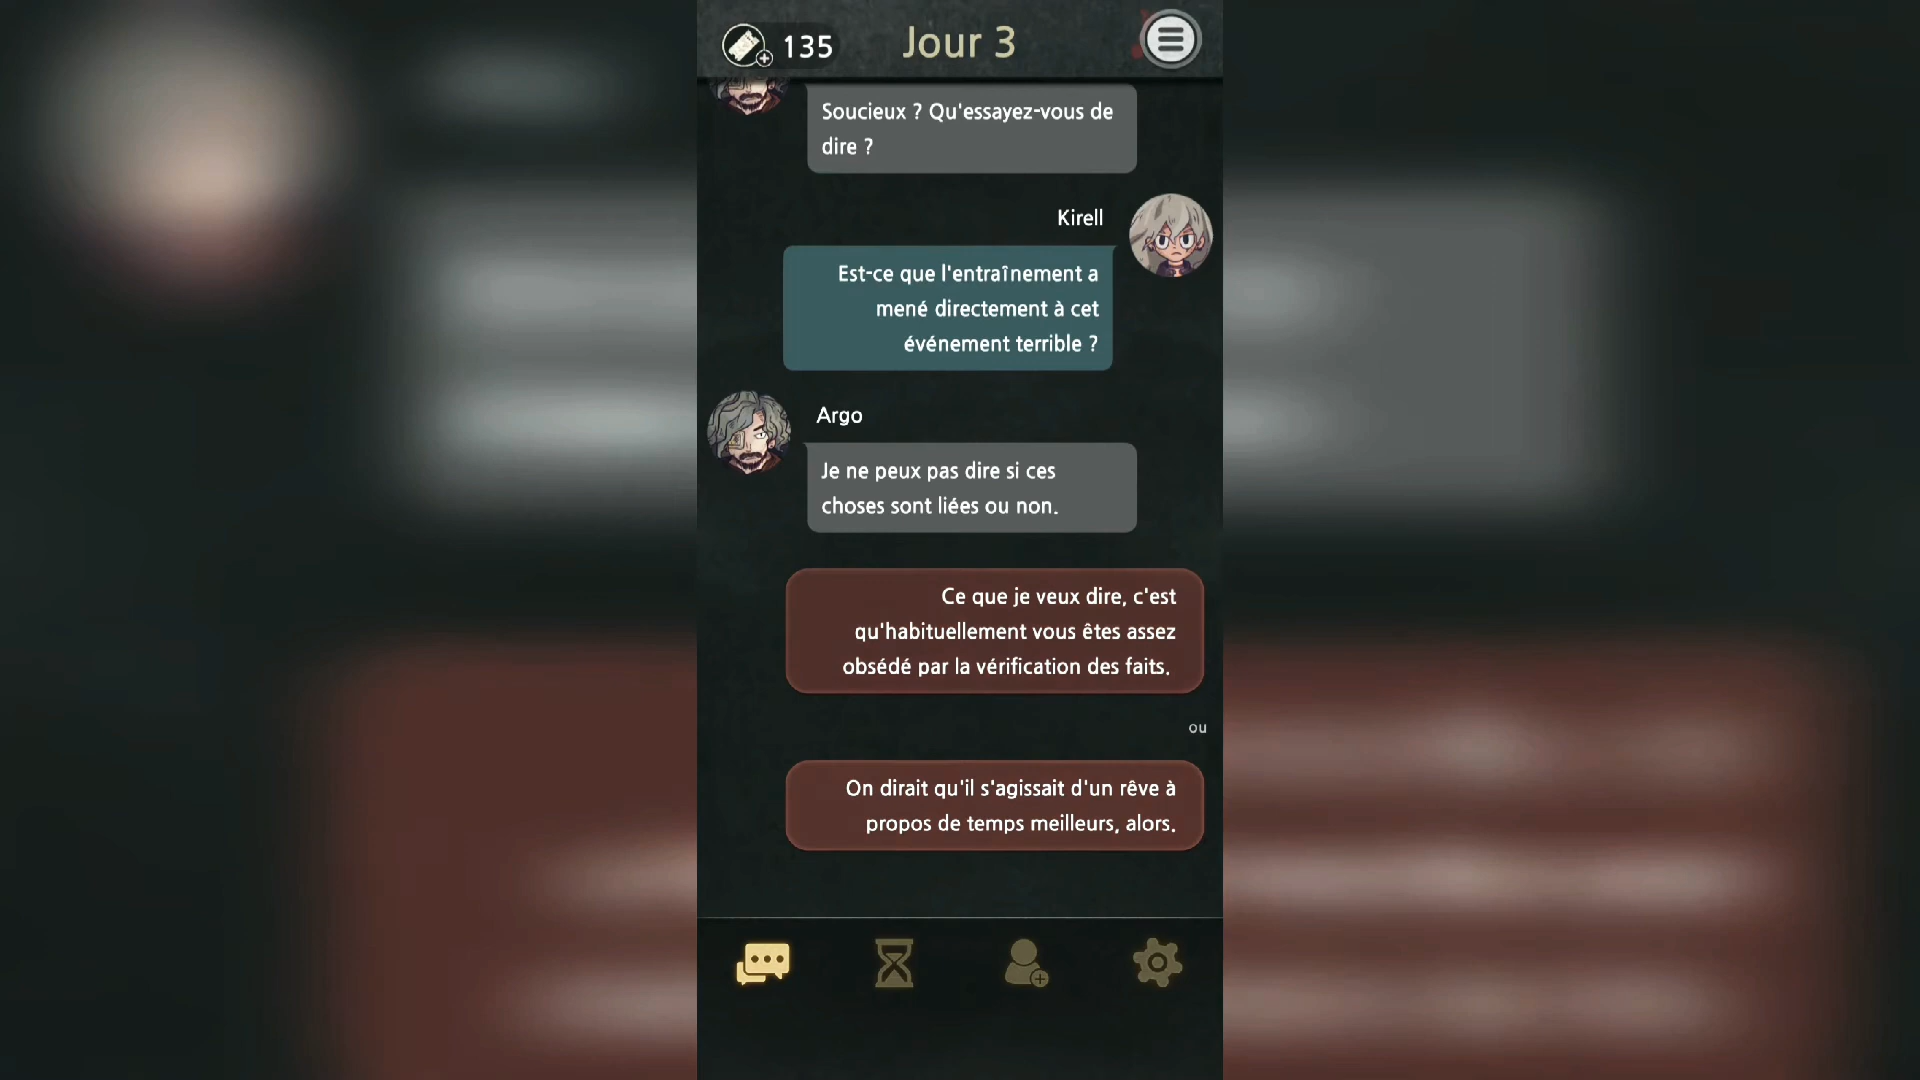 135
Jour 3
Soucieux ? Qu'essayez-vous de
dire ?
Kirell
Est-ce que l'entraînement a
mené directement à cet
événement terrible ?
Argo
Je ne peux pas dire si ces
choses sont liées ou non.
Ce que je veux dire, c'est
qu'habituellement vous êtes assez
obsédé par la vérification des faits.
ou
On dirait qu'il s'agissait d'un rêve à
propos de temps meilleurs, alors.